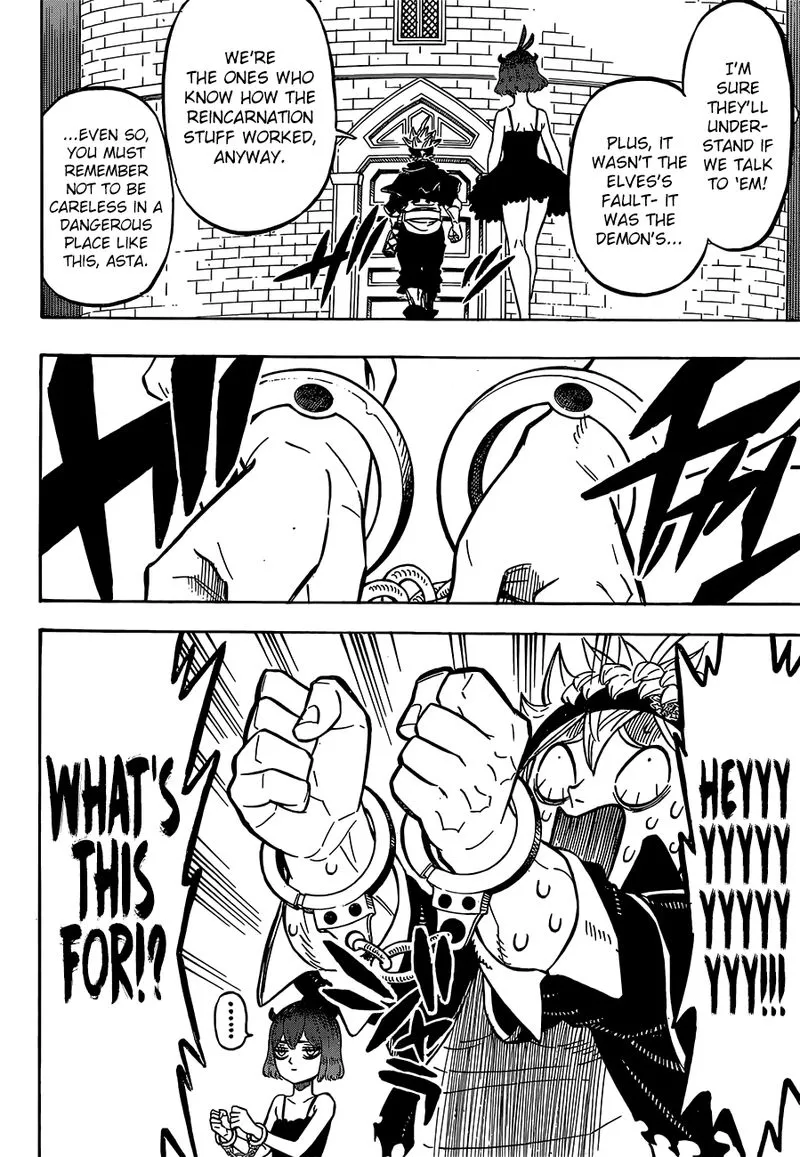 I'M
SURE
THEY'LL
UNDER-
STAND IF
WE TALK
TO 'EM!
PLUS, IT
WASN'T THE
ELVES'S
FAULT- IT
WAS THE
DEMON'S...
WE'RE
THE ONES WHO
KNOW HOW THE
REINCARNATION
STUFF WORKED,
ANYWAY.
...EVEN SO,
YOU MUST
REMEMBER
NOT TO BE
CARELESS IN A
DANGEROUS
PLACE LIKE
THIS, ASTA.
HEYYY
YYYYY
YYYYY
YYY!!!
WHAT'S
THIS
FOR!?
......